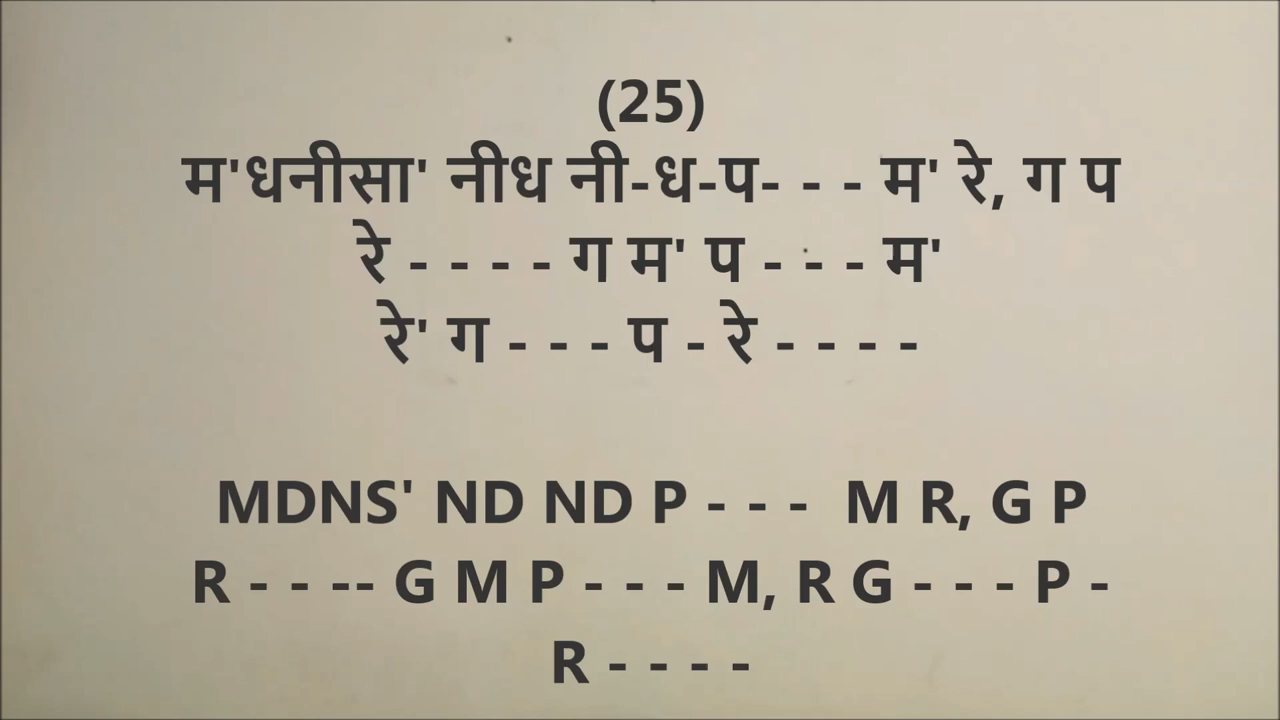 (25)
म'धनीसा' नीध नी-ध-प- - - म' रे, ग प
रे - - - - ग म' प - - - म'
रे' ग - - - प - रे - - - -
MDNS' ND ND P - - -  M R, G P
R - - -- G M P - - - M, R G - - - P -
R - - - -